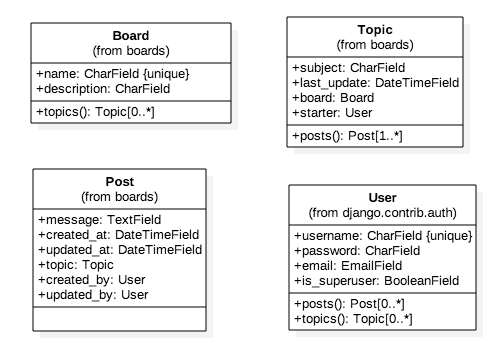 Board
(from boards)
+name: CharField {unique}
+description: CharField
+topics(): Topic[0..*]
Topic
(from boards)
+subject: CharField
+last_update: DateTimeField
+board: Board
+starter: User
+posts(): Post[1..*]
Post
(from boards)
+message: TextField
+created_at: DateTimeField
+updated_at: DateTimeField
+topic: Topic
+created_by: User
+updated_by: User
User
(from django.contrib.auth)
+username: CharField {unique}
+password: CharField
+email: EmailField
+is_superuser: BooleanField
+posts(): Post[0..*]
+topics(): Topic[0..*]